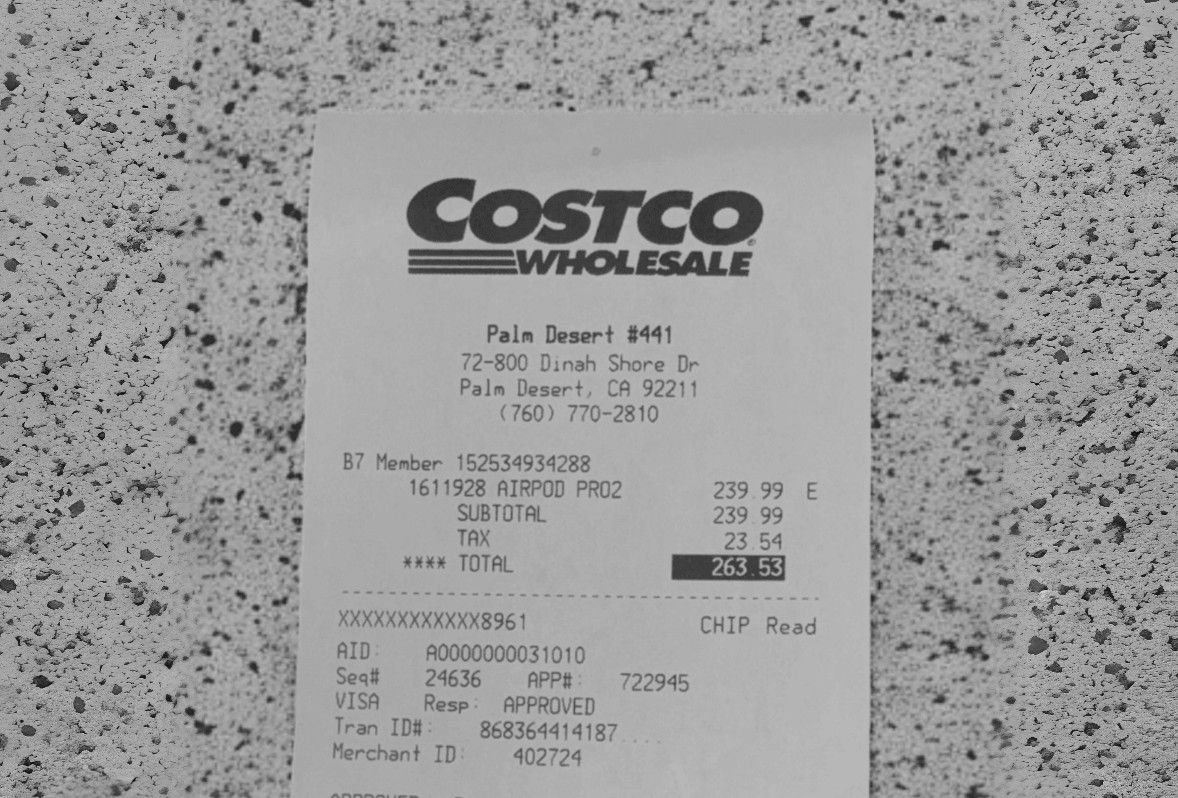 COSTCO
WHOLESALE
Palm Desert #441
72-800 Dinah Shore Dr
Palm Desert, CA 92211
(760) 770-2810
B7 Member 152534934288
1611928 AIRPOD PRO2 239.99 E
SUBTOTAL 239.99
TAX 23.54
**** TOTAL 263.53
XXXXXXXXXXXX8961 CHIP Read
AID: A0000000031010
Seq# 24636 APP#: 722945
VISA Resp: APPROVED
Tran ID#: 868364414187....
Merchant ID: 402724